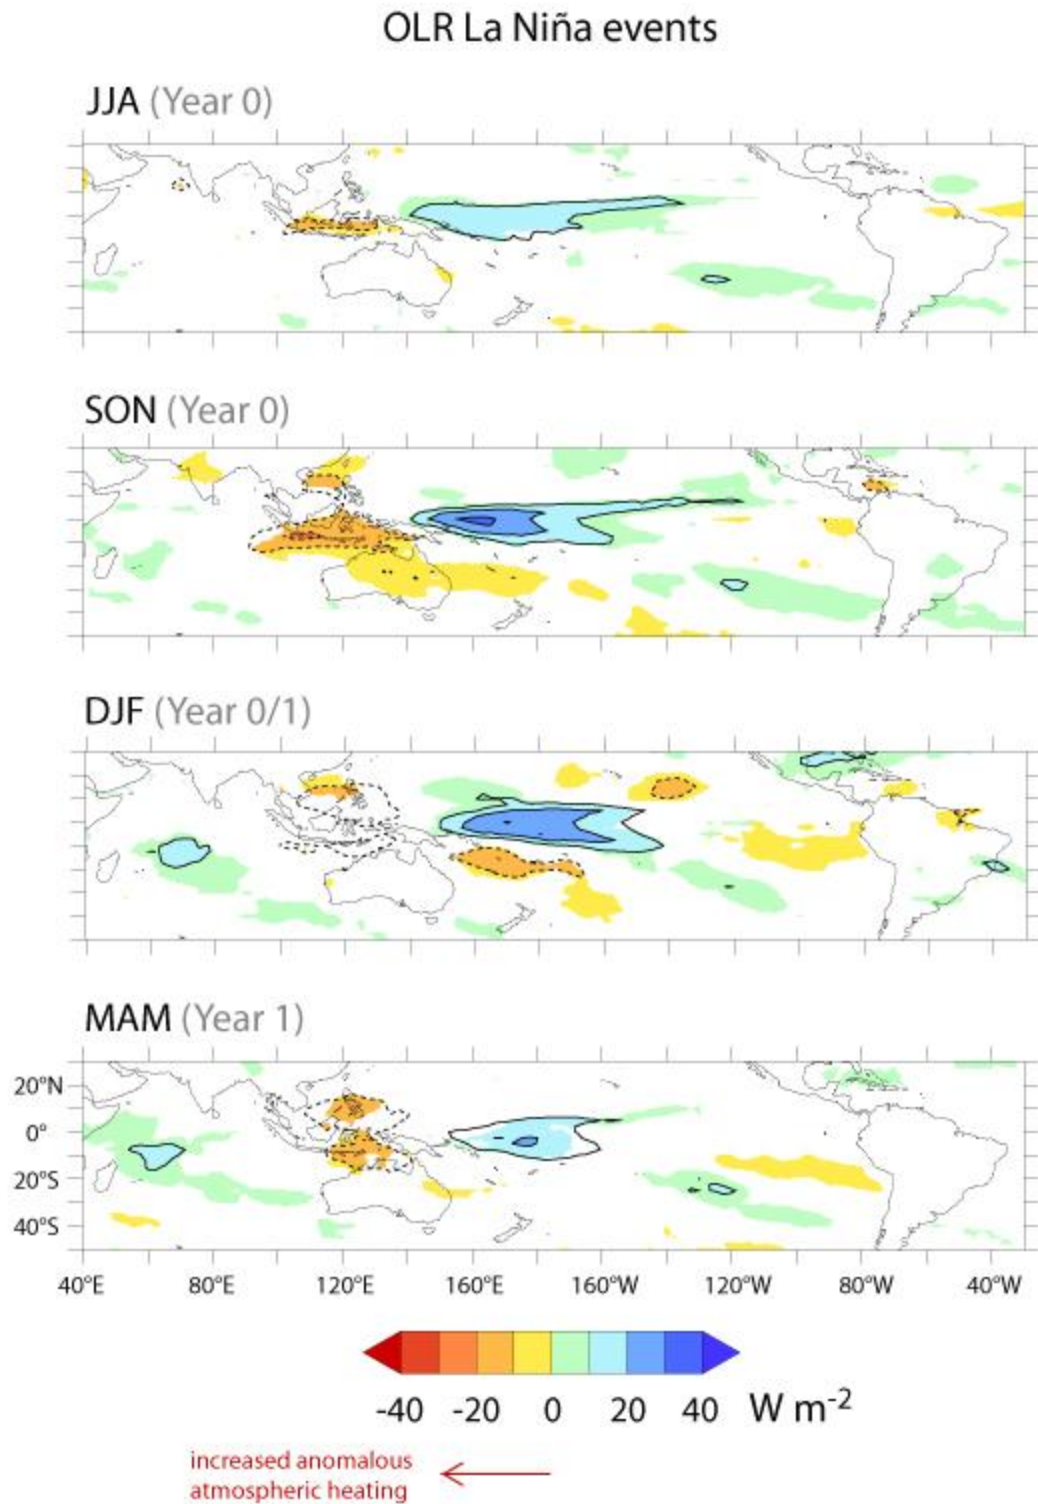 OLR La Niña events
JJA (Year 0)
SON (Year 0)
DJF (Year 0/1)
MAM (Year 1)
20°N
0°
20°S
40°S
40°E 80°E 120°E 160°E 160°W 120°W 80°W 40°W
-40 -20 0 20 40 W m-2
increased anomalous
atmospheric heating